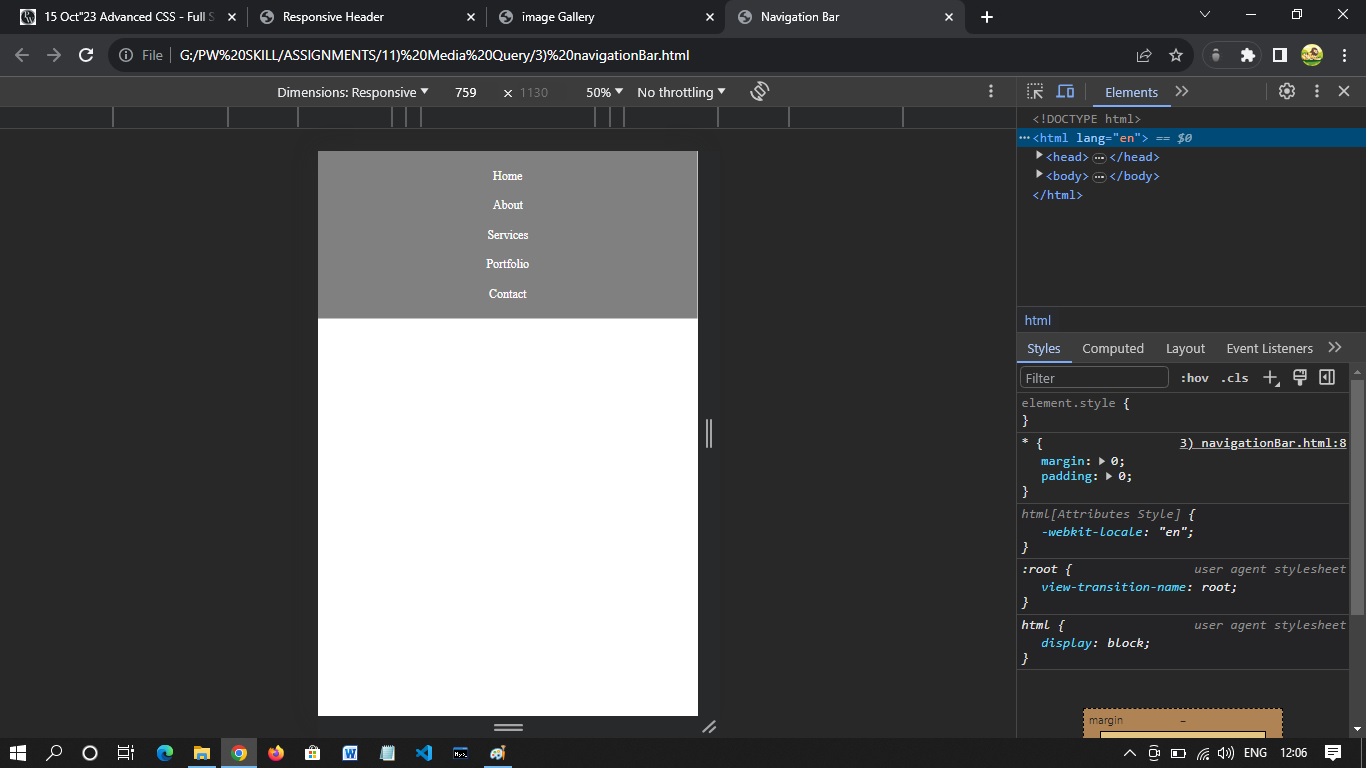 15 Oct"23 Advanced CSS - Full S
Responsive Header
image Gallery
Navigation Bar
File
G:/PW%20SKILL/ASSIGNMENTS/11)%20Media%20Query/3)%20navigationBar.html
Dimensions: Responsive
759 × 1130
50%
No throttling
Elements
Home
About
Services
Portfolio
Contact
<!DOCTYPE html>
<html lang="en"> == $0
<head> … </head>
<body> … </body>
</html>
html
Styles
Computed
Layout
Event Listeners
Filter
:hov
.cls
element.style {
}
* {
3) navigationBar.html:8
margin: 0;
padding: 0;
}
html[Attributes Style] {
-webkit-locale: "en";
}
:root {
user agent stylesheet
view-transition-name: root;
}
html {
user agent stylesheet
display: block;
}
margin
–
ENG
12:06